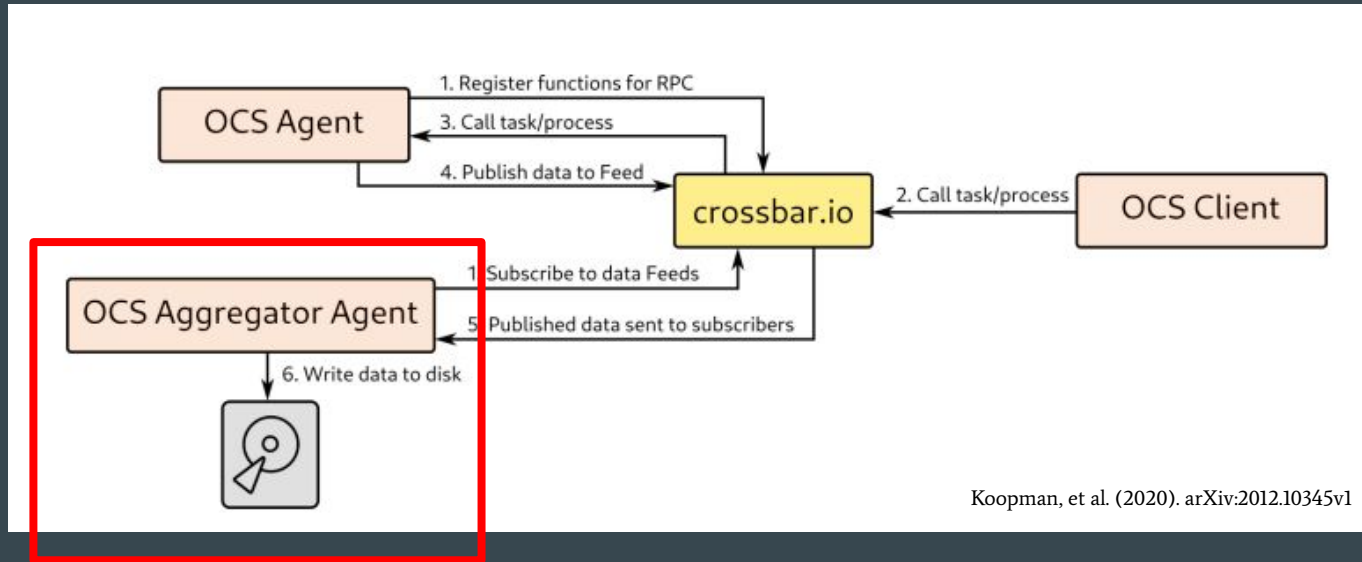 1. Register functions for RPC
OCS Agent
3. Call task/process
4. Publish data to Feed
crossbar.io
2. Call task/process
OCS Client
1. Subscribe to data Feeds
OCS Aggregator Agent
5. Published data sent to subscribers
6. Write data to disk
Koopman, et al. (2020). arXiv:2012.10345v1